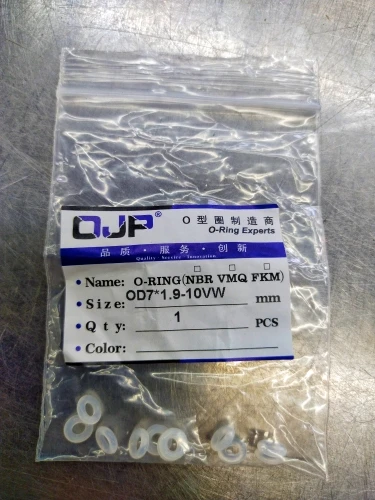 OJP®
O型圈制造商
O-Ring Experts
品质·服务·创新
Quality Service Innovation
• Name: O-RING(NBR VMQ FKM)
• Size: OD7*1.9-10VW mm
• Qty: 1 PCS
• Color: